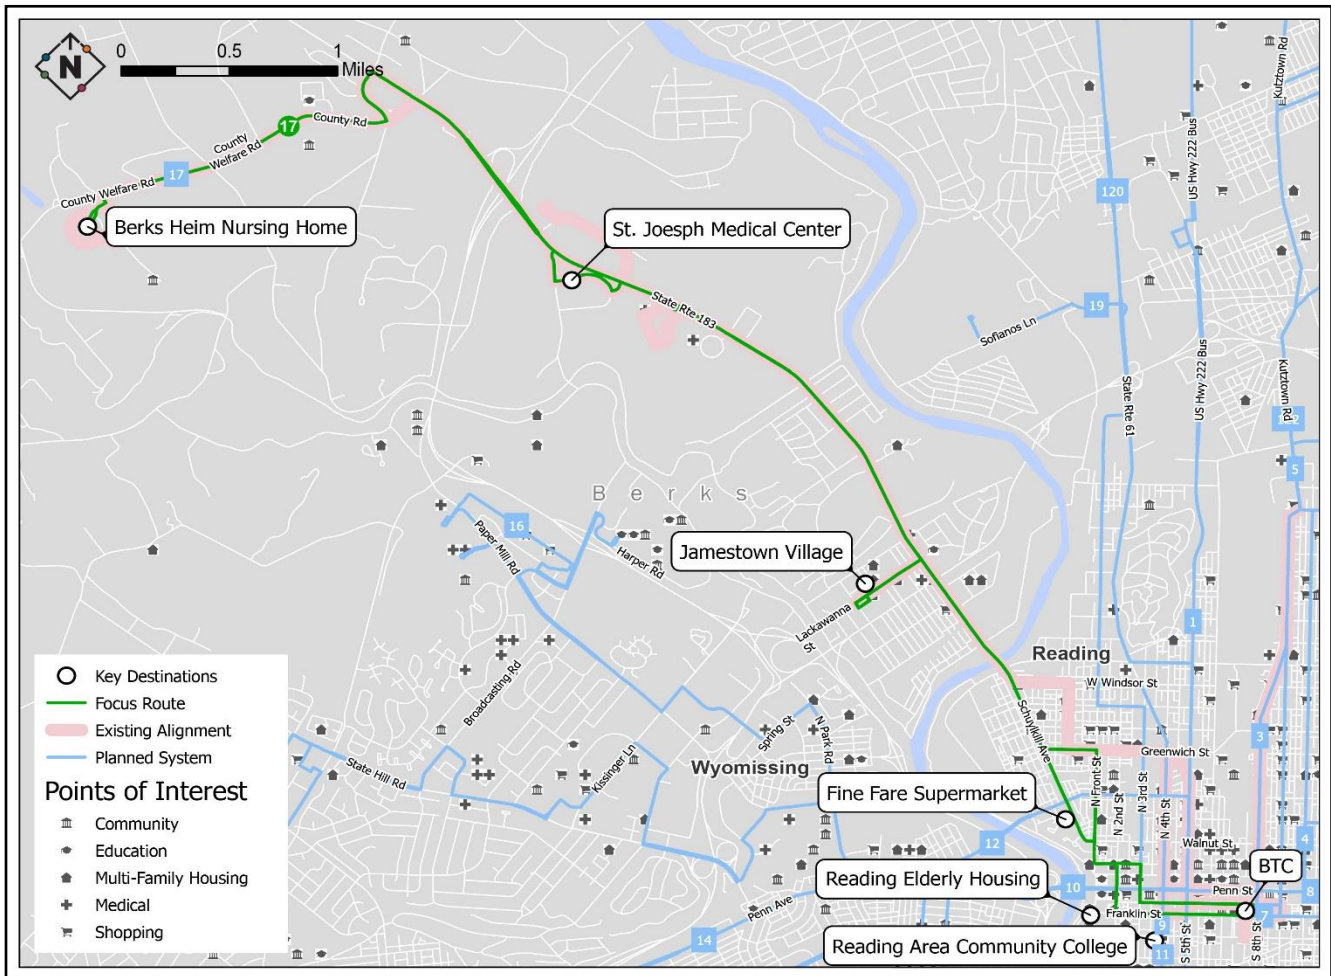 N
0 0.5 1
Miles
Kutztown Rd
County Rd
17
County
Welfare Rd
17
County Welfare Rd
Berks Heim Nursing Home
St. Joesph Medical Center
US Hwy 222 Bus
120
State Rte 183
19
Sofianos Ln
US Hwy 222 Bus
Kutztown Rd
State Rte 61
5
Berks
16
Paper Mill Rd
Harper Rd
Jamestown Village
Lackawanna
St
1
Reading
W Windsor St
Broadcasting Rd
Schuylkill Ave
Spring St
N Park Rd
3
Greenwich St
State Hill Rd
Kissinger Ln
Wyomissing
N Front St
N 2nd St
N 3rd St
N 4th St
Fine Fare Supermarket
12
Walnut St
4
BTC
Reading Elderly Housing
10
Penn St
8
Penn Ave
Franklin St
7
9
14
Reading Area Community College
11
S 5th St
S 8th St
Key Destinations
Focus Route
Existing Alignment
Planned System
Points of Interest
Community
Education
Multi-Family Housing
Medical
Shopping